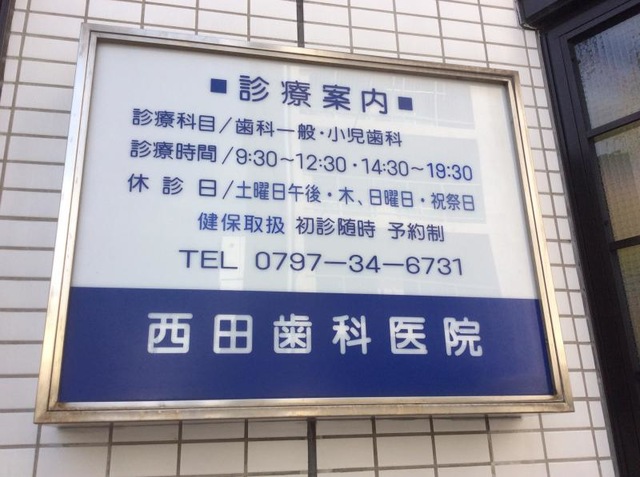 ■診療案内■
診療科目/歯科一般・小児歯科
診療時間/9:30〜12:30・14:30〜19:30
休診日/土曜日午後・木、日曜日・祝祭日
健保取扱 初診随時 予約制
TEL 0797-34-6731
西田歯科医院